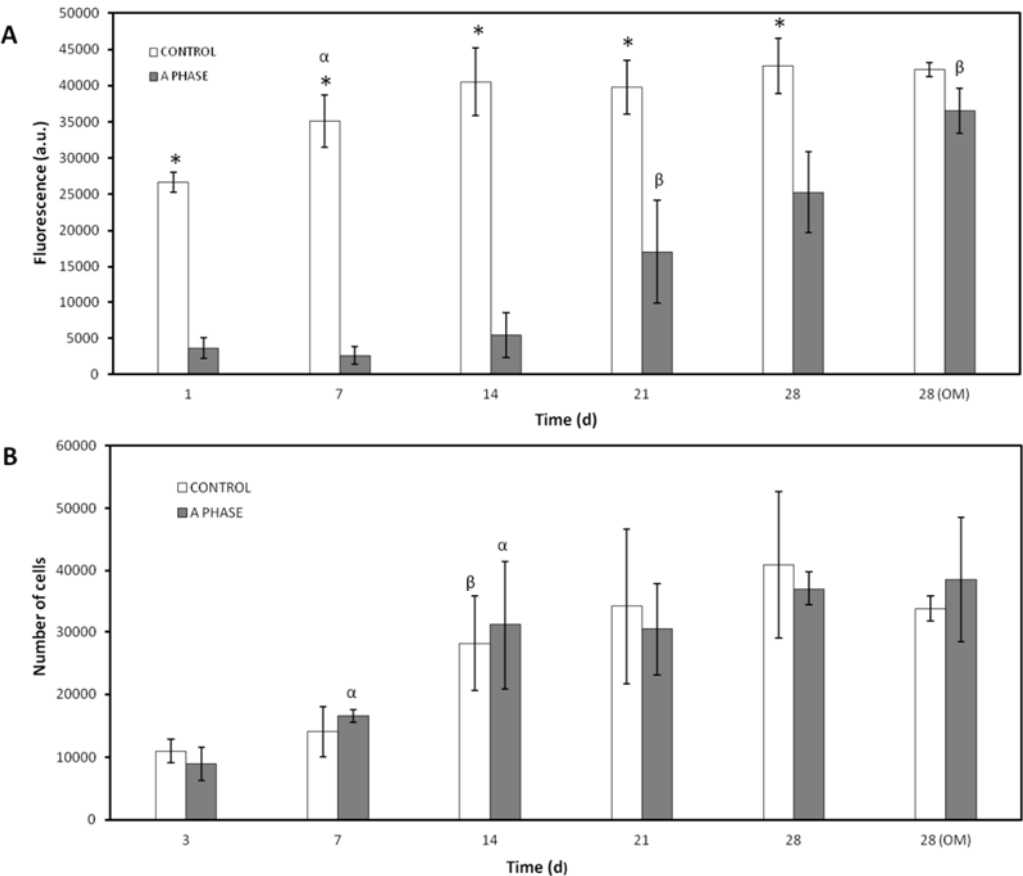 A
50000
45000
40000
35000
30000
25000
20000
15000
10000
5000
0
Fluorescence (a.u.)
CONTROL
A PHASE
*
α
*
*
*
β
*
β
1 7 14 21 28 28 (OM)
Time (d)
B
60000
50000
40000
30000
20000
10000
0
Number of cells
CONTROL
A PHASE
α
β
α
3 7 14 21 28 28 (OM)
Time (d)